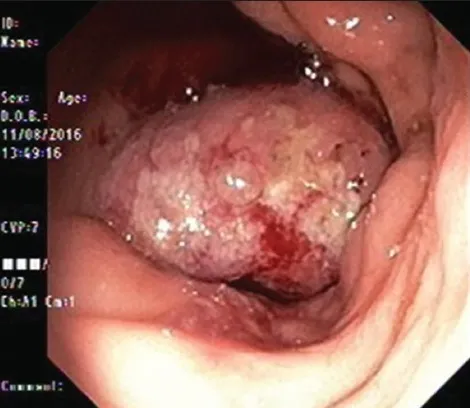 ID:
Name:
Sex: Age:
D.O.B.:
11/08/2016
13:49:16
CVP:7
■■■/
0/7
Ch:A1 Cm:1
Comment: